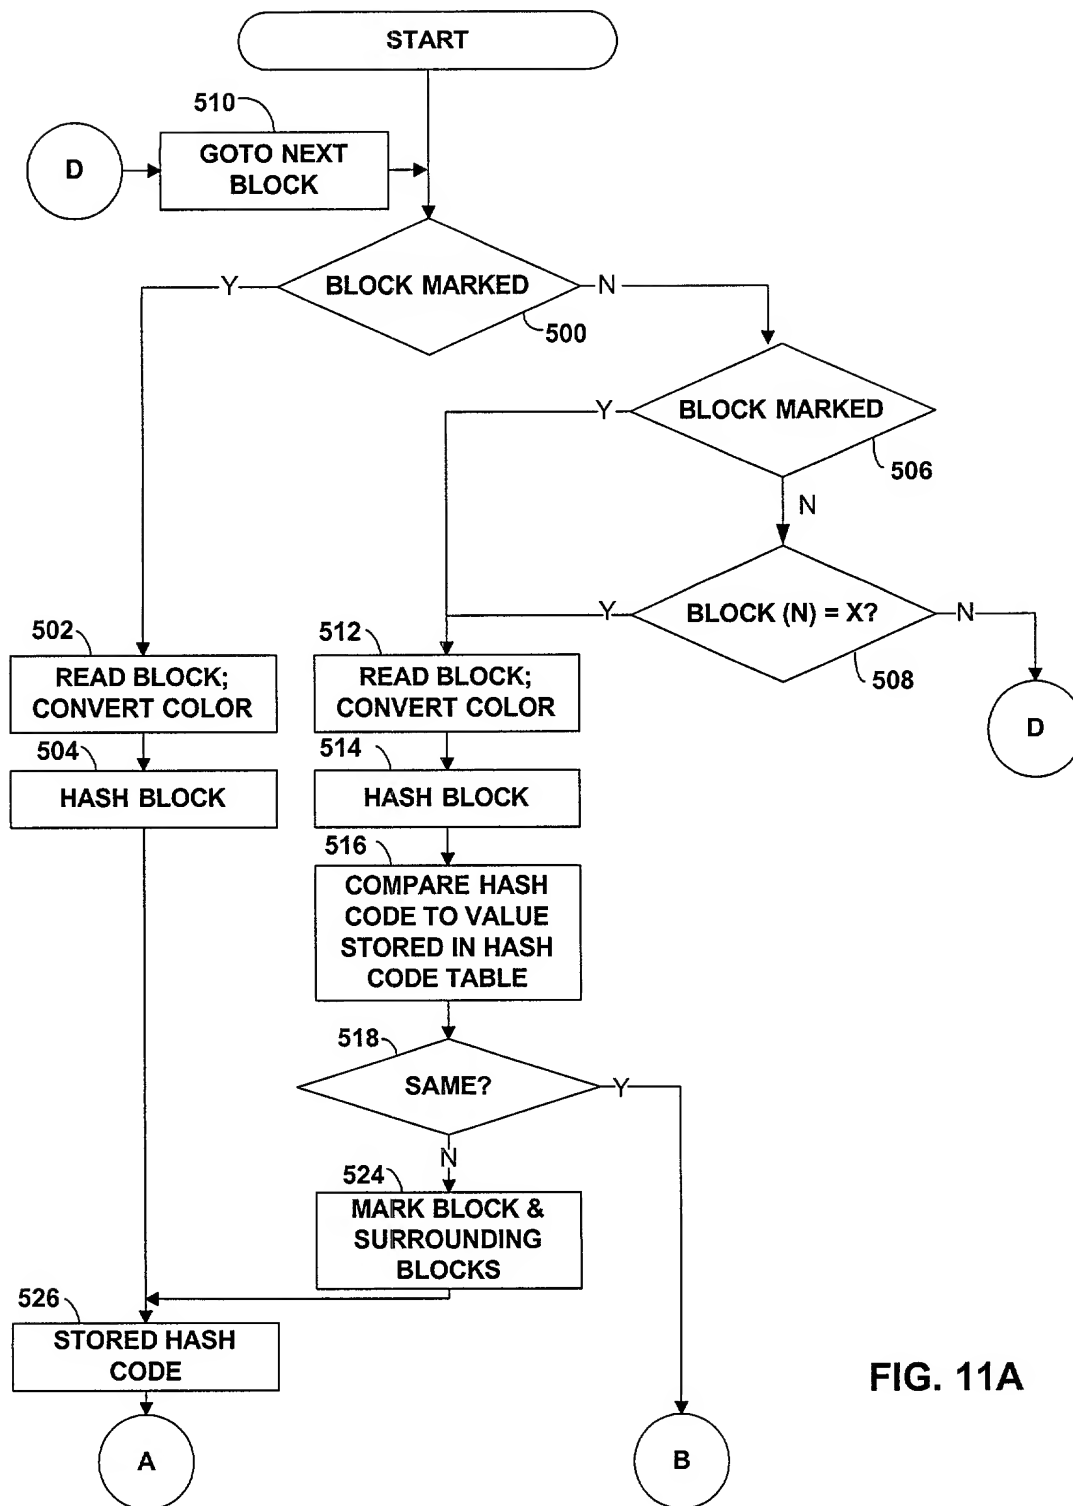 START
510
D
GOTO NEXT
BLOCK
Y
BLOCK MARKED
N
500
Y
BLOCK MARKED
506
N
Y
BLOCK (N) = X?
N
508
D
502
READ BLOCK;
CONVERT COLOR
512
READ BLOCK;
CONVERT COLOR
504
HASH BLOCK
514
HASH BLOCK
516
COMPARE HASH
CODE TO VALUE
STORED IN HASH
CODE TABLE
518
SAME?
Y
N
524
MARK BLOCK &
SURROUNDING
BLOCKS
526
STORED HASH
CODE
FIG. 11A
A
B